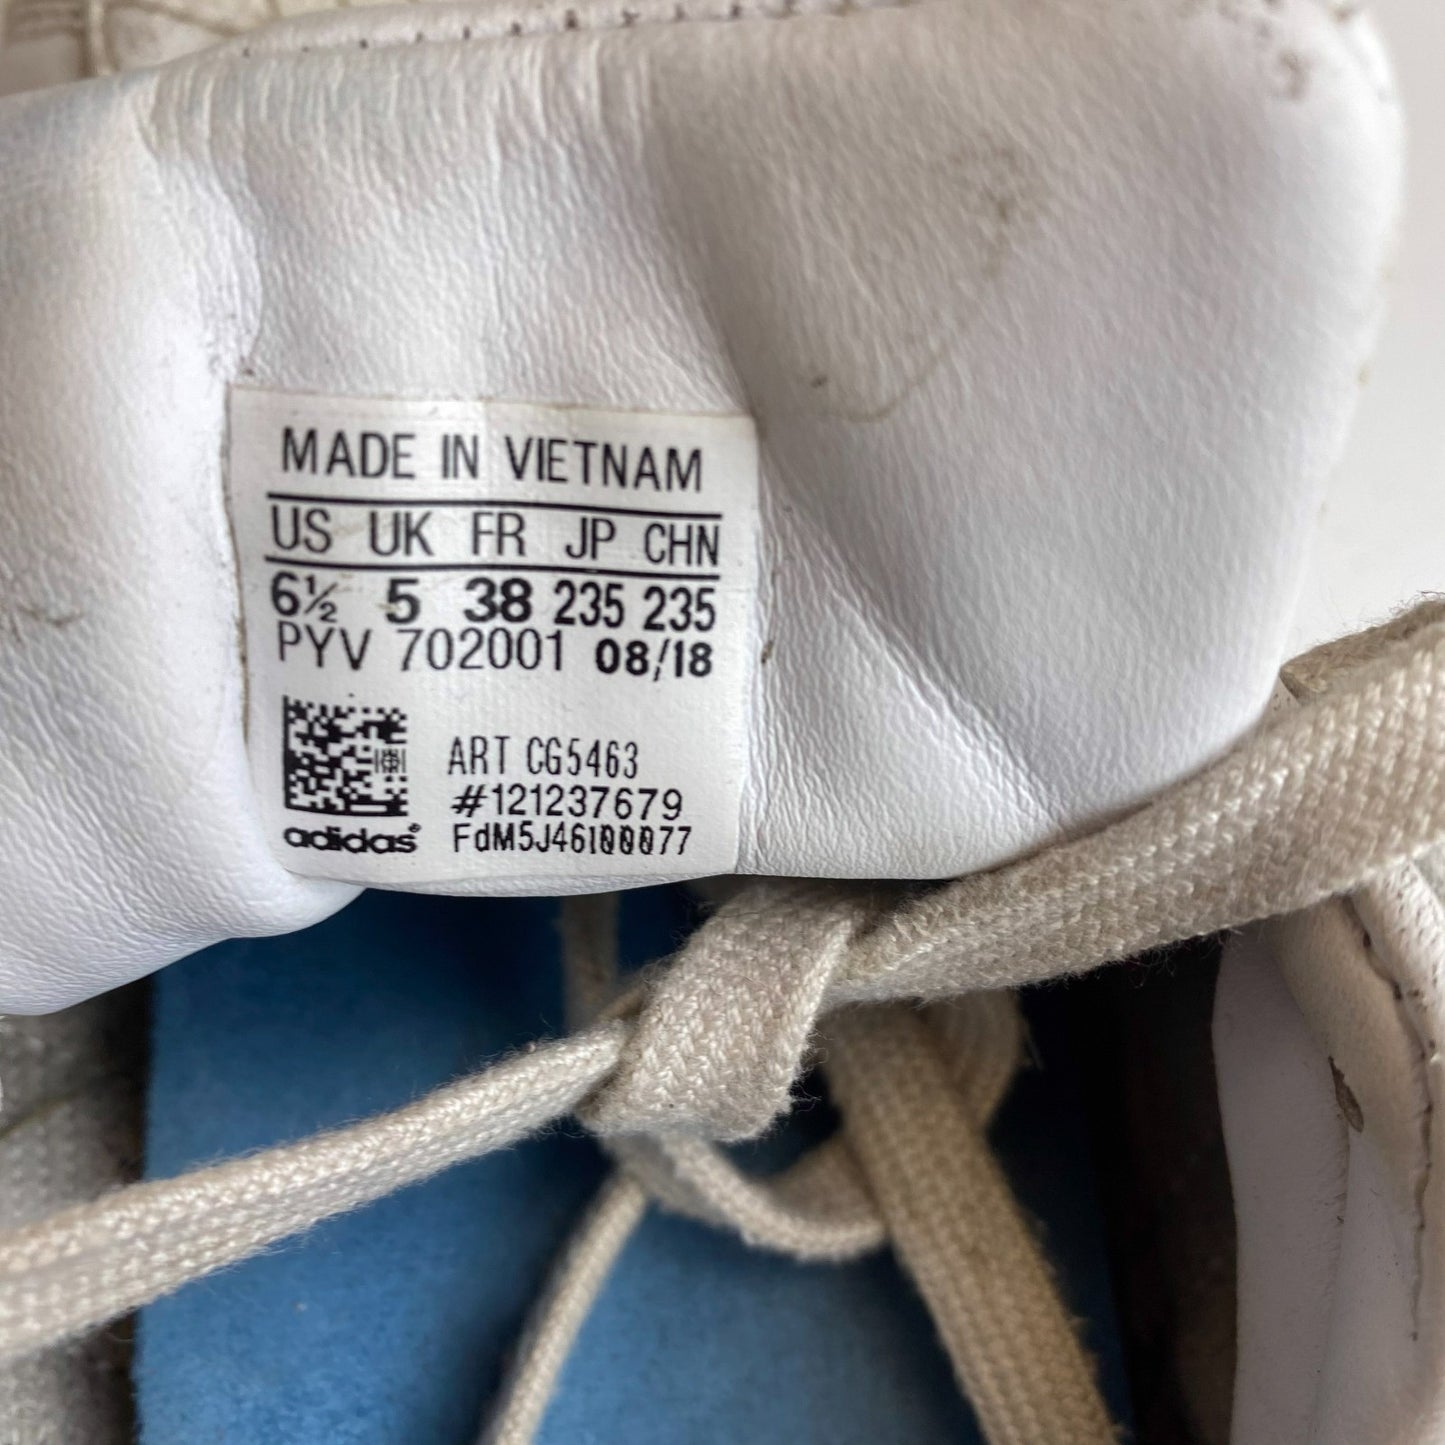 MADE IN VIETNAM
US UK FR JP CHN
6½ 5 38 235 235
PYV 702001 08/18
ART CG5463
#121237679
adidas® FdM5J46100077